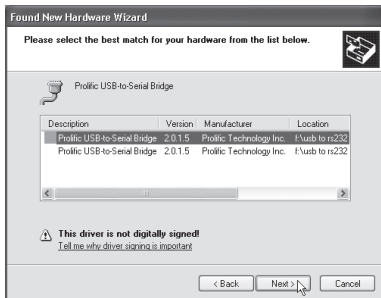 Found New Hardware Wizard
Please select the best match for your hardware from the list below.
Prolific USB-to-Serial Bridge
Description Version Manufacturer Location
Prolific USB-to-Serial Bridge 2.0.1.5 Prolific Technology Inc. f:\usb to rs232
Prolific USB-to-Serial Bridge 2.0.1.5 Prolific Technology Inc. f:\usb to rs232
This driver is not digitally signed!
Tell me why driver signing is important
< Back Next > Cancel